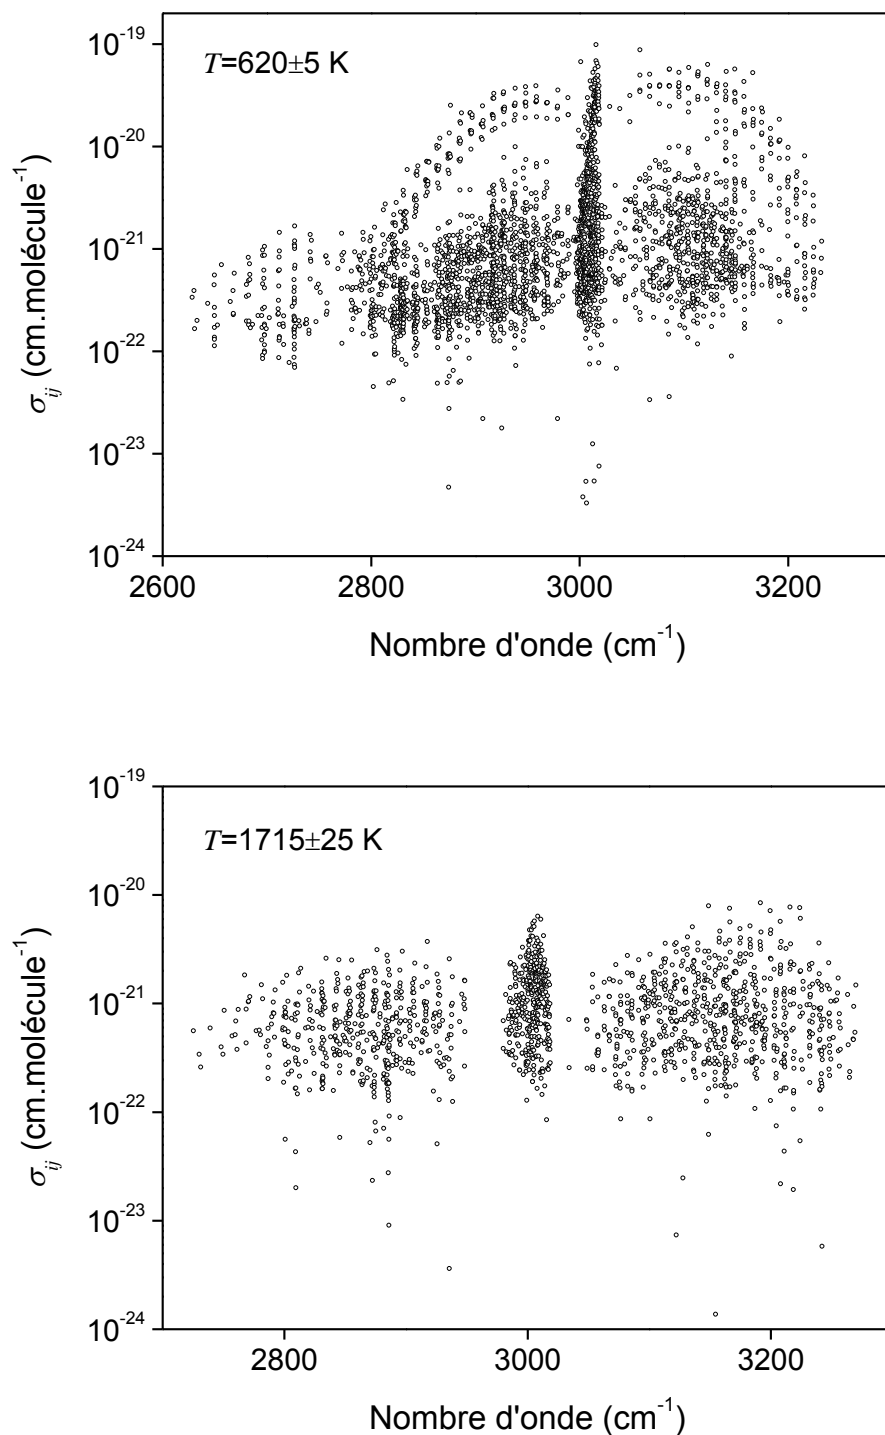 T=620±5 K
10^-19
10^-20
10^-21
10^-22
10^-23
10^-24
σ_ij (cm.molécule^-1)
2600 2800 3000 3200
Nombre d'onde (cm^-1)
T=1715±25 K
10^-19
10^-20
10^-21
10^-22
10^-23
10^-24
σ_ij (cm.molécule^-1)
2800 3000 3200
Nombre d'onde (cm^-1)